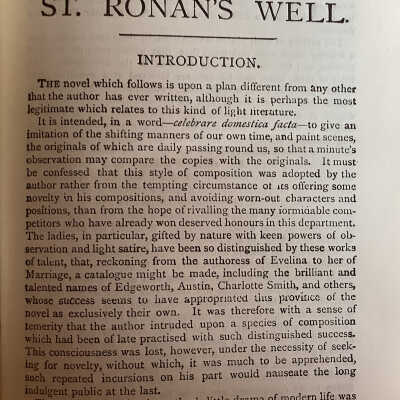 ST. RONAN'S WELL.
INTRODUCTION.
THE novel which follows is upon a plan different from any other
that the author has ever written, although it is perhaps the most
legitimate which relates to this kind of light literature.
It is intended, in a word—celebrare domestica facta—to give an
imitation of the shifting manners of our own time, and paint scenes,
the originals of which are daily passing round us, so that a minute's
observation may compare the copies with the originals. It must
be confessed that this style of composition was adopted by the
author rather from the tempting circumstance of its offering some
novelty in his compositions, and avoiding worn-out characters and
positions, than from the hope of rivalling the many formidable com-
petitors who have already won deserved honours in this department.
The ladies, in particular, gifted by nature with keen powers of ob-
servation and light satire, have been so distinguished by these works
of talent, that, reckoning from the authoress of Evelina to her of
Marriage, a catalogue might be made, including the brilliant and
talented names of Edgeworth, Austin, Charlotte Smith, and others,
whose success seems to have appropriated this province of the
novel as exclusively their own. It was therefore with a sense of
temerity that the author intruded upon a species of composition
which had been of late practised with such distinguished success.
This consciousness was lost, however, under the necessity of seek-
ing for novelty, without which, it was much to be apprehended,
such repeated incursions on his part would nauseate the long
indulgent public at the last.
little drama of modern life was